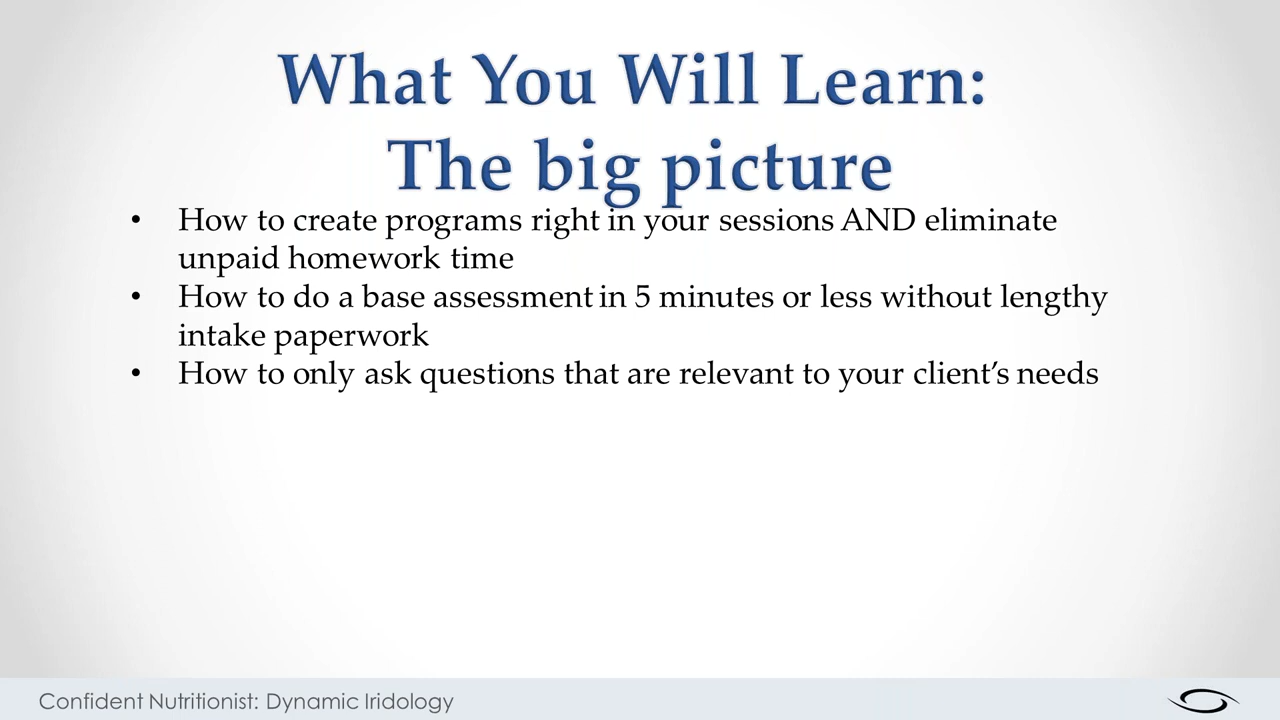 What You Will Learn:
The big picture
• How to create programs right in your sessions AND eliminate
unpaid homework time
• How to do a base assessment in 5 minutes or less without lengthy
intake paperwork
• How to only ask questions that are relevant to your client’s needs
Confident Nutritionist: Dynamic Iridology